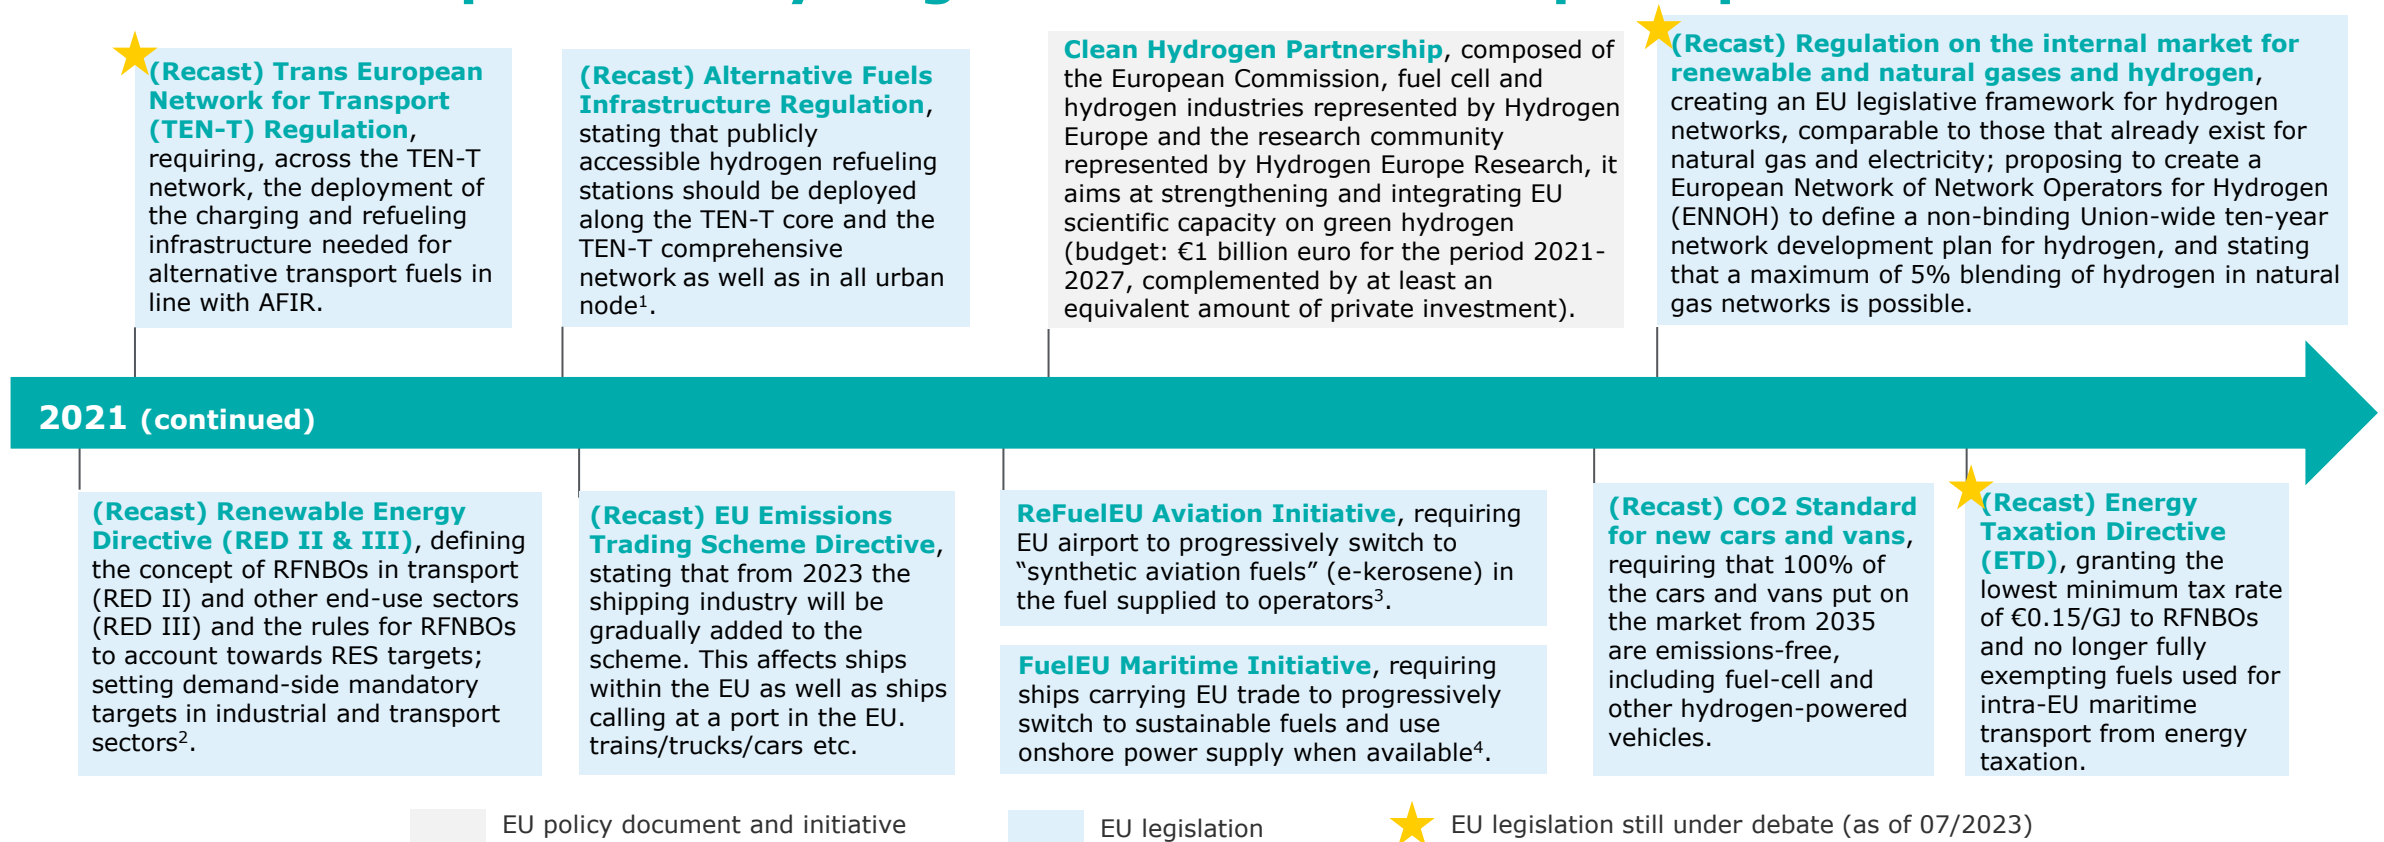 (Recast) Trans European
Network for Transport
(TEN-T) Regulation,
requiring, across the TEN-T
network, the deployment of
the charging and refueling
infrastructure needed for
alternative transport fuels in
line with AFIR.
(Recast) Alternative Fuels
Infrastructure Regulation,
stating that publicly
accessible hydrogen refueling
stations should be deployed
along the TEN-T core and the
TEN-T comprehensive
network as well as in all urban
node¹.
Clean Hydrogen Partnership, composed of
the European Commission, fuel cell and
hydrogen industries represented by Hydrogen
Europe and the research community
represented by Hydrogen Europe Research, it
aims at strengthening and integrating EU
scientific capacity on green hydrogen
(budget: €1 billion euro for the period 2021-
2027, complemented by at least an
equivalent amount of private investment).
(Recast) Regulation on the internal market for
renewable and natural gases and hydrogen,
creating an EU legislative framework for hydrogen
networks, comparable to those that already exist for
natural gas and electricity; proposing to create a
European Network of Network Operators for Hydrogen
(ENNOH) to define a non-binding Union-wide ten-year
network development plan for hydrogen, and stating
that a maximum of 5% blending of hydrogen in natural
gas networks is possible.
2021 (continued)
(Recast) Renewable Energy
Directive (RED II & III), defining
the concept of RFNBOs in transport
(RED II) and other end-use sectors
(RED III) and the rules for RFNBOs
to account towards RES targets;
setting demand-side mandatory
targets in industrial and transport
sectors².
(Recast) EU Emissions
Trading Scheme Directive,
stating that from 2023 the
shipping industry will be
gradually added to the
scheme. This affects ships
within the EU as well as ships
calling at a port in the EU.
trains/trucks/cars etc.
ReFuelEU Aviation Initiative, requiring
EU airport to progressively switch to
“synthetic aviation fuels” (e-kerosene) in
the fuel supplied to operators³.
FuelEU Maritime Initiative, requiring
ships carrying EU trade to progressively
switch to sustainable fuels and use
onshore power supply when available⁴.
(Recast) CO2 Standard
for new cars and vans,
requiring that 100% of
the cars and vans put on
the market from 2035
are emissions-free,
including fuel-cell and
other hydrogen-powered
vehicles.
(Recast) Energy
Taxation Directive
(ETD), granting the
lowest minimum tax rate
of €0.15/GJ to RFNBOs
and no longer fully
exempting fuels used for
intra-EU maritime
transport from energy
taxation.
EU policy document and initiative
EU legislation
EU legislation still under debate (as of 07/2023)